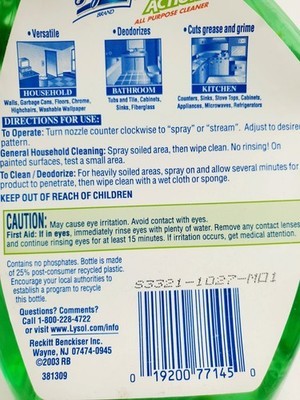 BRAND
ACTION
ALL PURPOSE CLEANER
• Versatile
• Deodorizes
• Cuts grease and grime
HOUSEHOLD
BATHROOM
KITCHEN
Walls, Garbage Cans, Floors, Chrome,
Highchairs, Washable Wallpaper
Tubs and Tile, Cabinets,
Sinks, Fiberglass
Counters, Sinks, Stove Tops, Cabinets,
Appliances, Microwaves, Refrigerators
DIRECTIONS FOR USE:
To Operate: Turn nozzle counter clockwise to "spray" or "stream". Adjust to desire
pattern.
General Household Cleaning: Spray soiled area, then wipe clean. No rinsing! On
painted surfaces, test a small area.
To Clean / Deodorize: For heavily soiled areas, spray on and allow several minutes for
product to penetrate, then wipe clean with a wet cloth or sponge.
KEEP OUT OF REACH OF CHILDREN
CAUTION: May cause eye irritation. Avoid contact with eyes.
First Aid: If in eyes, immediately rinse eyes with plenty of water. Remove any contact lenses
and continue rinsing eyes for at least 15 minutes. If irritation occurs, get medical attention.
Contains no phosphates. Bottle is made
of 25% post-consumer recycled plastic.
Encourage your local authorities to
establish a program to recycle
this bottle.
Questions? Comments?
Call 1-800-228-4722
or visit www.Lysol.com/info
Reckitt Benckiser Inc.
Wayne, NJ 07474-0945
©2003 RB
381309
S3321-1027-MO1
0 19200 77145 0